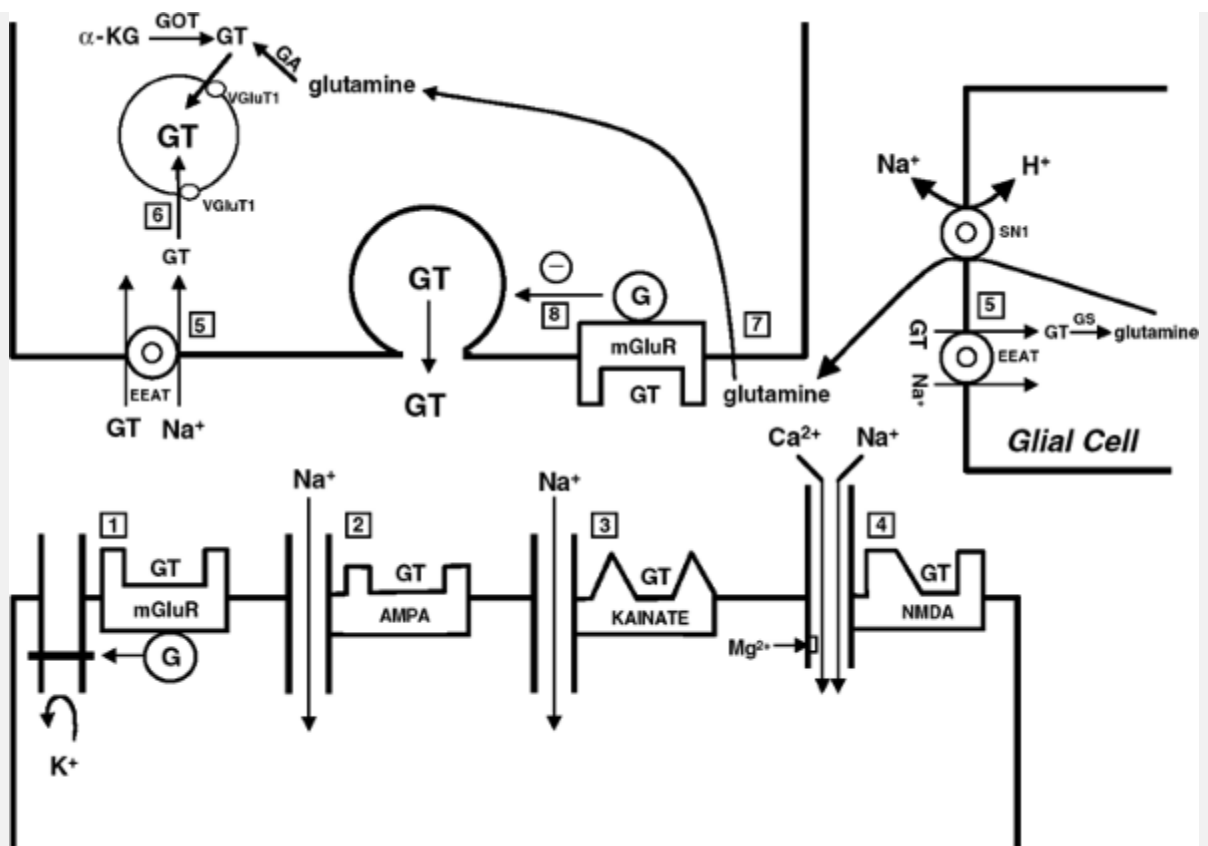 GOT
α-KG GT
GA
glutamine
VGluT1
GT
VGluT1
6
GT
5
EEAT
GT Na⁺
GT
GT
−
8
G
mGluR
GT
7
glutamine
Na⁺ H⁺
SN1
5
GT
GT GS glutamine
EEAT
Na⁺
Glial Cell
Ca²⁺ Na⁺
Na⁺
Na⁺
1
GT
mGluR
G
K⁺
2
GT
AMPA
3
GT
KAINATE
4
GT
NMDA
Mg²⁺